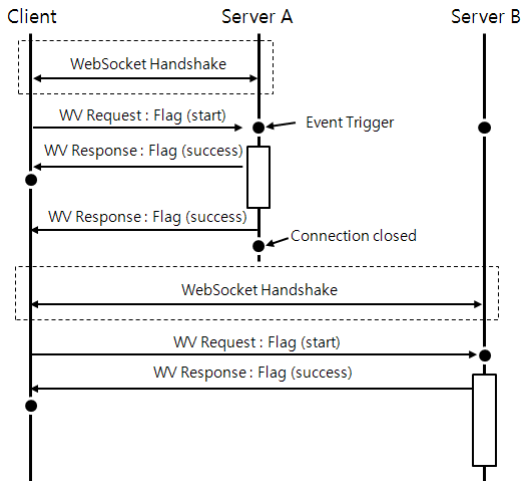 Client Server A Server B
WebSocket Handshake
WV Request : Flag (start)
Event Trigger
WV Response : Flag (success)
WV Response : Flag (success)
Connection closed
WebSocket Handshake
WV Request : Flag (start)
WV Response : Flag (success)